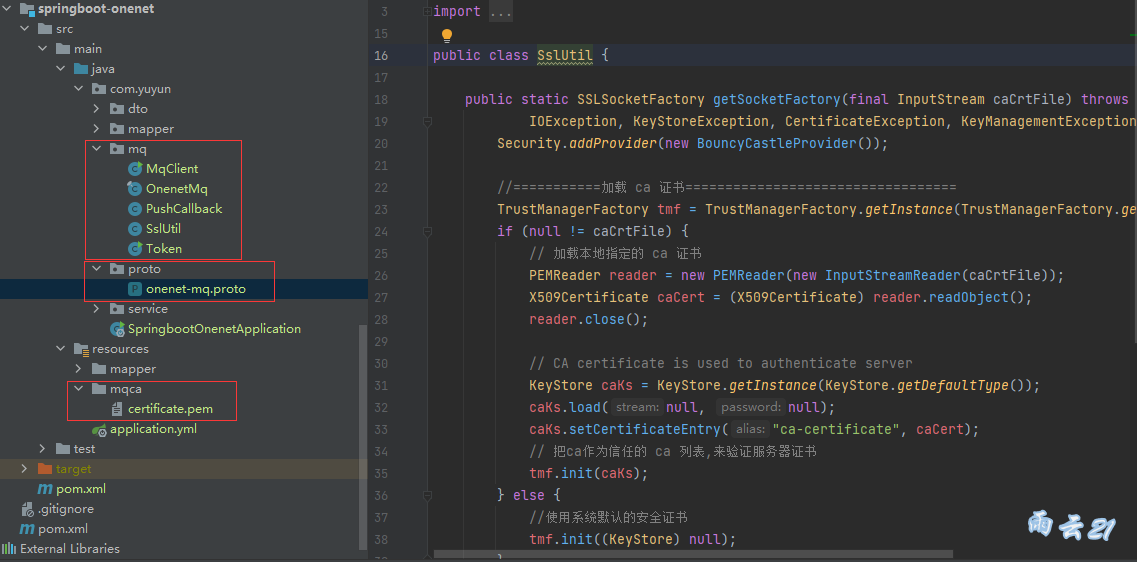 springboot-onenet
src
main
java
com.yuyun
dto
mapper
mq
MqClient
OnenetMq
PushCallback
SslUtil
Token
proto
onenet-mq.proto
service
SpringbootOnenetApplication
resources
mapper
mqca
certificate.pem
application.yml
test
target
pom.xml
.gitignore
pom.xml
External Libraries
3 import ...
15
16 public class SslUtil {
17
18 public static SSLSocketFactory getSocketFactory(final InputStream caCrtFile) throws
19 IOException, KeyStoreException, CertificateException, KeyManagementException
20 Security.addProvider(new BouncyCastleProvider());
21
22 //===========加载 ca 证书==================================
23 TrustManagerFactory tmf = TrustManagerFactory.getInstance(TrustManagerFactory.ge
24 if (null != caCrtFile) {
25 // 加载本地指定的 ca 证书
26 PEMReader reader = new PEMReader(new InputStreamReader(caCrtFile));
27 X509Certificate caCert = (X509Certificate) reader.readObject();
28 reader.close();
29
30 // CA certificate is used to authenticate server
31 KeyStore caKs = KeyStore.getInstance(KeyStore.getDefaultType());
32 caKs.load( stream: null, password: null);
33 caKs.setCertificateEntry( alias: "ca-certificate", caCert);
34 // 把ca作为信任的 ca 列表,来验证服务器证书
35 tmf.init(caKs);
36 } else {
37 //使用系统默认的安全证书
38 tmf.init((KeyStore) null);
雨云21